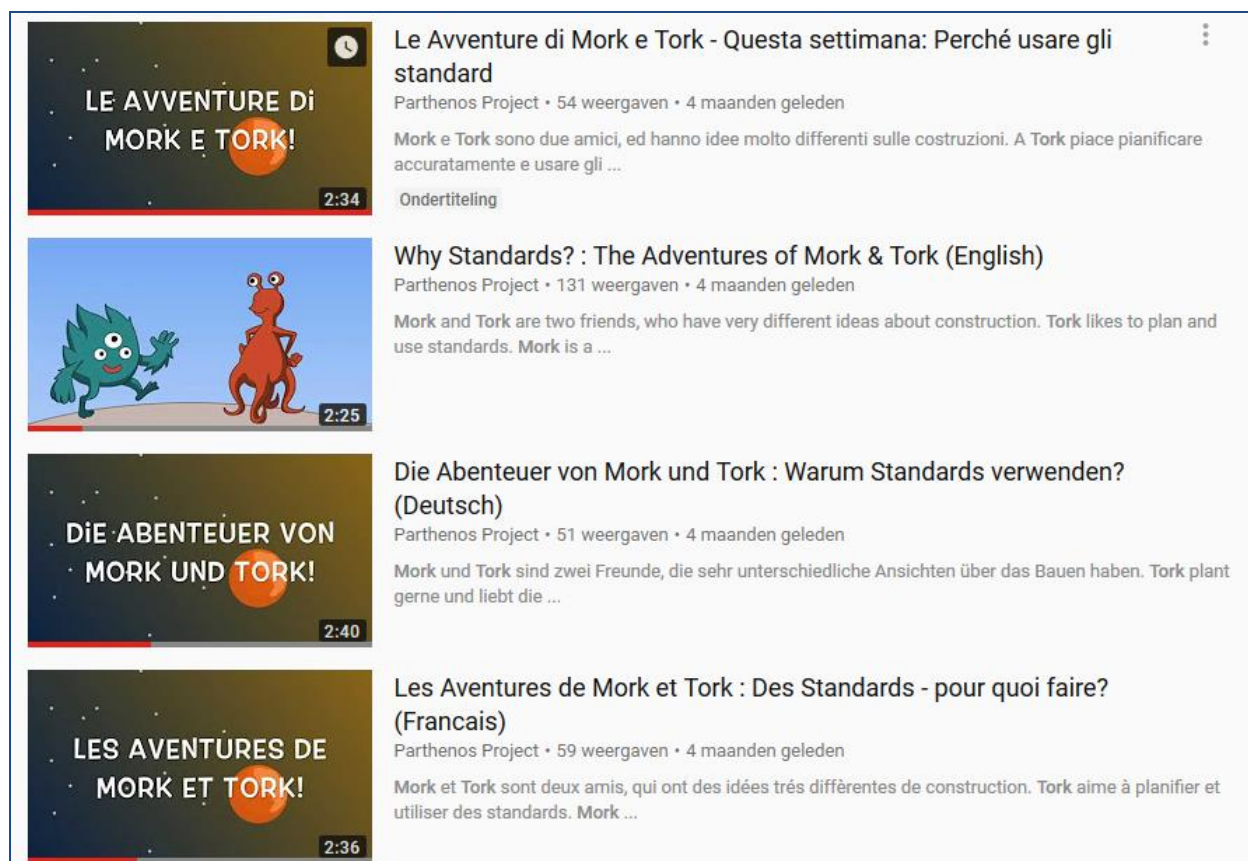 LE AVVENTURE Di
MORK E TORK!
2:34
Le Avventure di Mork e Tork - Questa settimana: Perché usare gli
standard
Parthenos Project • 54 weergaven • 4 maanden geleden
Mork e Tork sono due amici, ed hanno idee molto differenti sulle costruzioni. A Tork piace pianificare
accuratamente e usare gli ...
Ondertiteling
2:25
Why Standards? : The Adventures of Mork & Tork (English)
Parthenos Project • 131 weergaven • 4 maanden geleden
Mork and Tork are two friends, who have very different ideas about construction. Tork likes to plan and
use standards. Mork is a ...
DiE ABENTEUER VON
MORK UND TORK!
2:40
Die Abenteuer von Mork und Tork : Warum Standards verwenden?
(Deutsch)
Parthenos Project • 51 weergaven • 4 maanden geleden
Mork und Tork sind zwei Freunde, die sehr unterschiedliche Ansichten über das Bauen haben. Tork plant
gerne und liebt die ...
LES AVENTURES DE
MORK ET TORK!
2:36
Les Aventures de Mork et Tork : Des Standards - pour quoi faire?
(Francais)
Parthenos Project • 59 weergaven • 4 maanden geleden
Mork et Tork sont deux amis, qui ont des idées trés diffèrentes de construction. Tork aime à planifier et
utiliser des standards. Mork ...